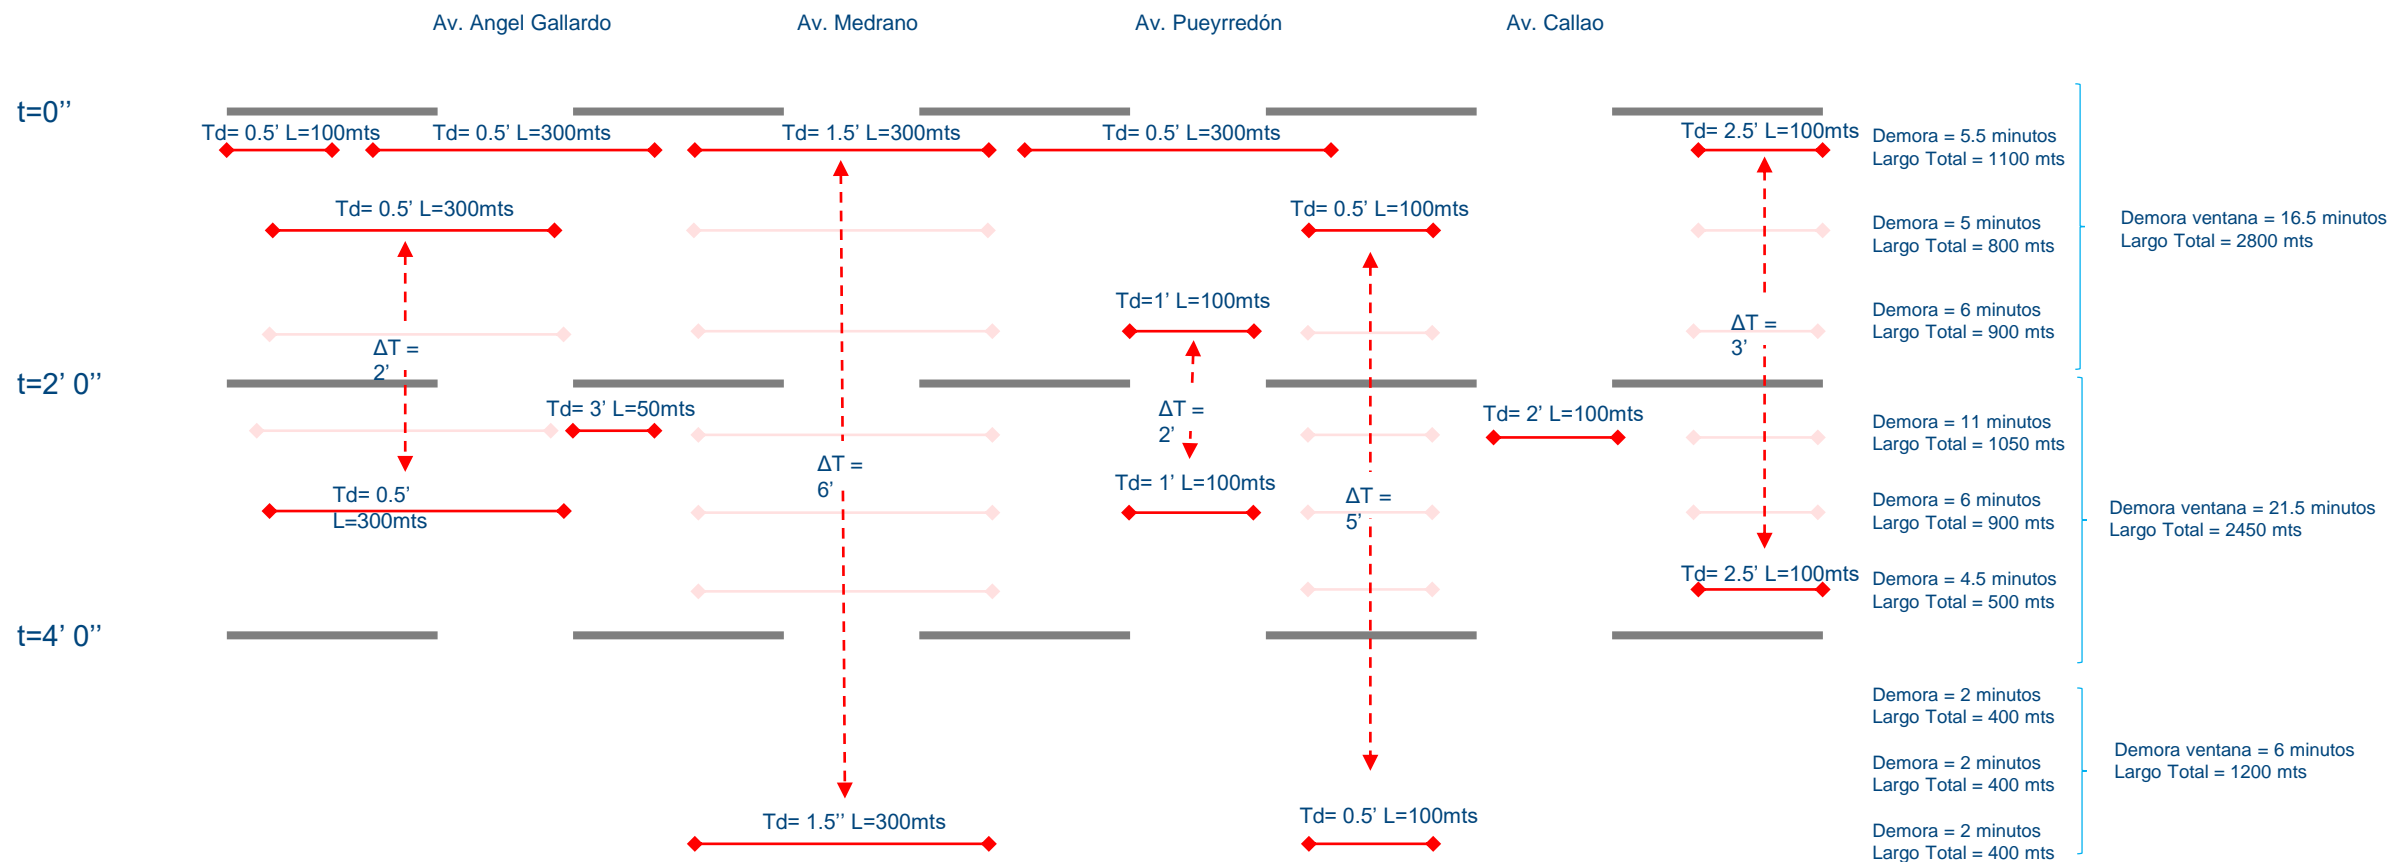 Av. Angel Gallardo
Av. Medrano
Av. Pueyrredón
Av. Callao
t=0’’
Td= 0.5’ L=100mts
Td= 0.5’ L=300mts
Td= 1.5’ L=300mts
Td= 0.5’ L=300mts
Td= 2.5’ L=100mts
Demora = 5.5 minutos
Largo Total = 1100 mts
Td= 0.5’ L=300mts
Td= 0.5’ L=100mts
Demora = 5 minutos
Largo Total = 800 mts
Demora ventana = 16.5 minutos
Largo Total = 2800 mts
Td=1’ L=100mts
ΔT =
3’
Demora = 6 minutos
Largo Total = 900 mts
ΔT =
2’
t=2’ 0’’
Td= 3’ L=50mts
ΔT =
2’
Td= 2’ L=100mts
Demora = 11 minutos
Largo Total = 1050 mts
ΔT =
6’
Td= 0.5’
L=300mts
Td= 1’ L=100mts
ΔT =
5’
Demora = 6 minutos
Largo Total = 900 mts
Demora ventana = 21.5 minutos
Largo Total = 2450 mts
Td= 2.5’ L=100mts
Demora = 4.5 minutos
Largo Total = 500 mts
t=4’ 0’’
Demora = 2 minutos
Largo Total = 400 mts
Demora = 2 minutos
Largo Total = 400 mts
Demora ventana = 6 minutos
Largo Total = 1200 mts
Td= 1.5’’ L=300mts
Td= 0.5’ L=100mts
Demora = 2 minutos
Largo Total = 400 mts